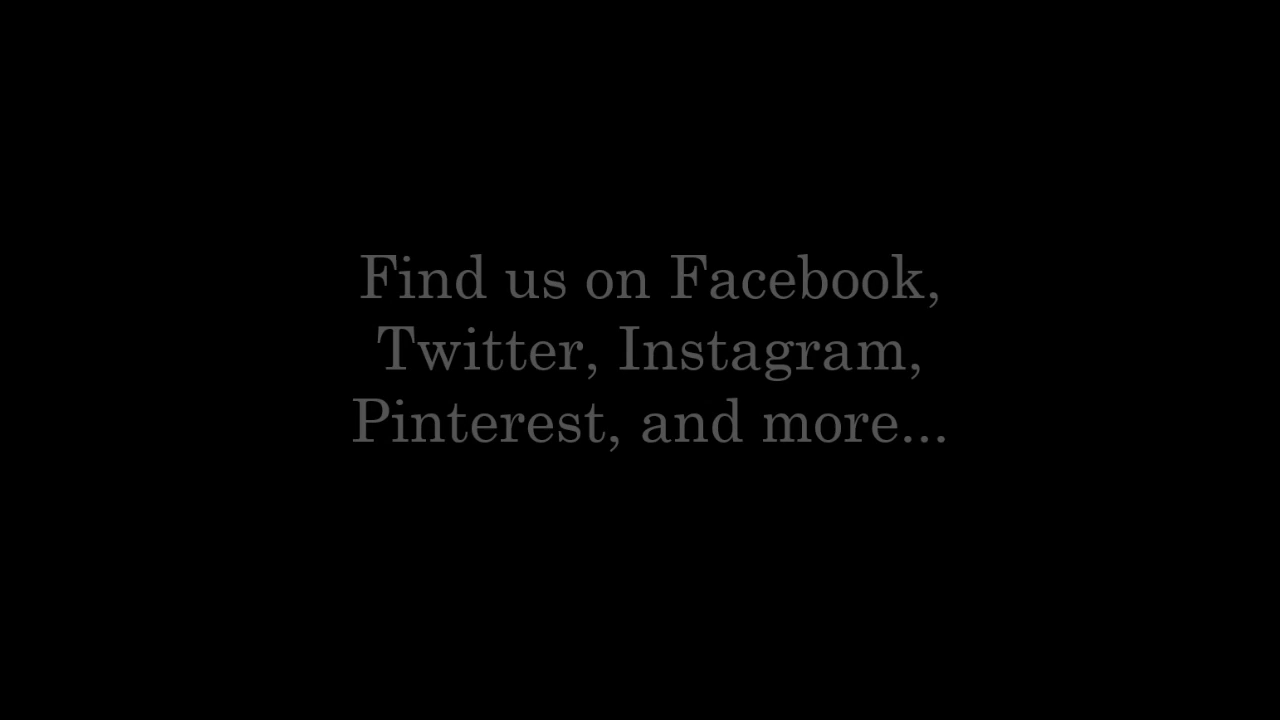 Find us on Facebook,
Twitter, Instagram,
Pinterest, and more...